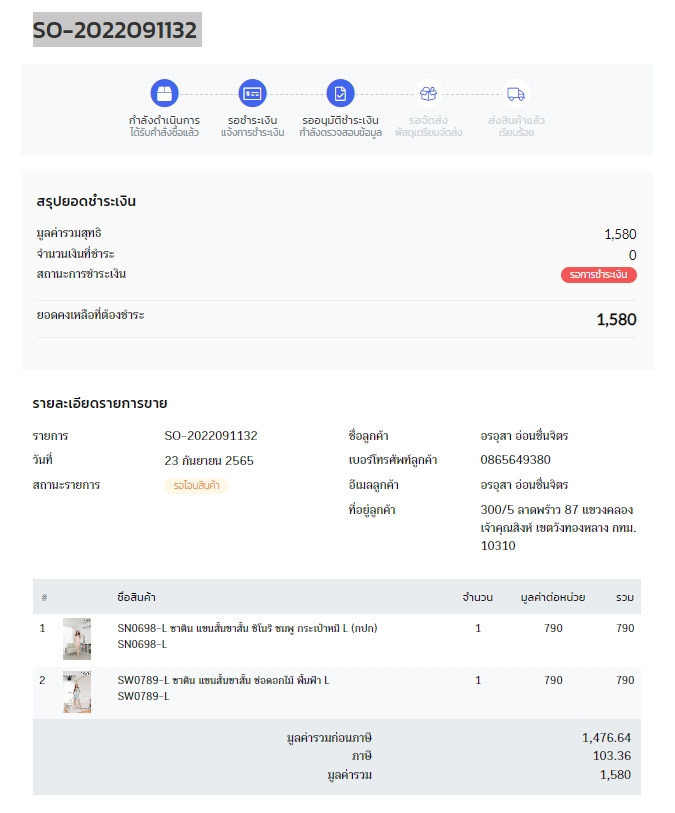 SO-2022091132
กำลังดำเนินการ
ได้รับคำสั่งซื้อแล้ว
รอชำระเงิน
แจ้งการชำระเงิน
รออนุมัติชำระเงิน
กำลังตรวจสอบข้อมูล
รอจัดส่ง
พัสดุเตรียมจัดส่ง
ส่งสินค้าแล้ว
เรียบร้อย
สรุปยอดชำระเงิน
มูลค่ารวมสุทธิ 1,580
จำนวนเงินที่ชำระ 0
สถานะการชำระเงิน รอการชำระเงิน
ยอดคงเหลือที่ต้องชำระ 1,580
รายละเอียดรายการขาย
รายการ SO-2022091132 ชื่อลูกค้า อรอุสา อ่อนชื่นจิตร
วันที่ 23 กันยายน 2565 เบอร์โทรศัพท์ลูกค้า 0865649380
สถานะรายการ รอโอนสินค้า อีเมลลูกค้า อรอุสา อ่อนชื่นจิตร
ที่อยู่ลูกค้า 300/5 ลาดพร้าว 87 แขวงคลอง
เจ้าคุณสิงห์ เขตวังทองหลาง กทม.
10310
# ชื่อสินค้า จำนวน มูลค่าต่อหน่วย รวม
1 SN0698-L ซาติน แขนสั้นขาสั้น ชิโนริ ชมพู กระเป๋าหมี L (กปก) 1 790 790
SN0698-L
2 SW0789-L ซาติน แขนสั้นขาสั้น ช่อดอกไม้ พื้นฟ้า L 1 790 790
SW0789-L
มูลค่ารวมก่อนภาษี 1,476.64
ภาษี 103.36
มูลค่ารวม 1,580